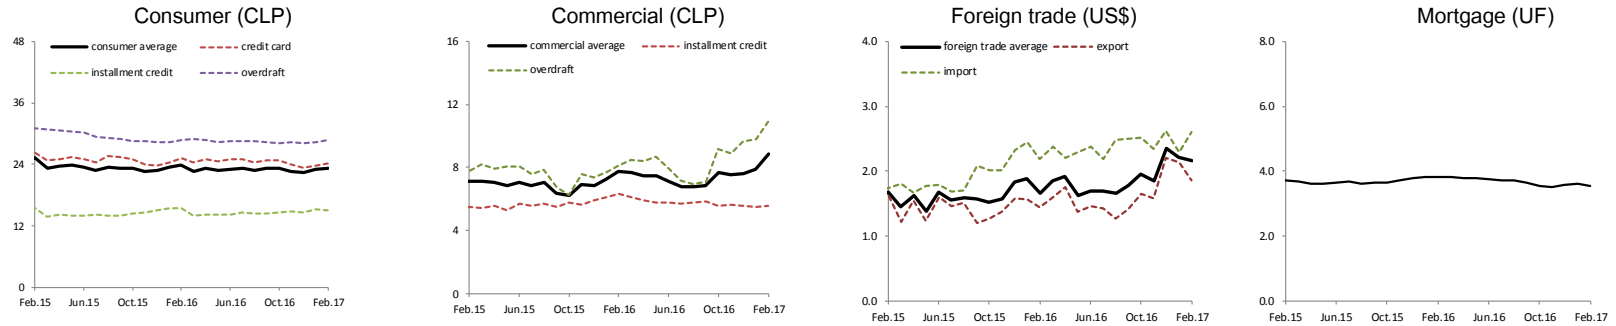 Consumer (CLP)
48
36
24
12
0
consumer average
credit card
installment credit
overdraft
Feb.15
Jun.15
Oct.15
Feb.16
Jun.16
Oct.16
Feb.17
Commercial (CLP)
16
12
8
4
0
commercial average
installment credit
overdraft
Feb.15
Jun.15
Oct.15
Feb.16
Jun.16
Oct.16
Feb.17
Foreign trade (US$)
4.0
3.0
2.0
1.0
0.0
foreign trade average
export
import
Feb.15
Jun.15
Oct.15
Feb.16
Jun.16
Oct.16
Feb.17
Mortgage (UF)
8.0
6.0
4.0
2.0
0.0
Feb.15
Jun.15
Oct.15
Feb.16
Jun.16
Oct.16
Feb.17